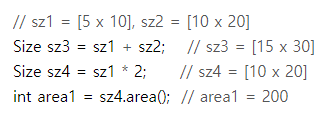 // sz1 = [5 x 10], sz2 = [10 x 20]
Size sz3 = sz1 + sz2; // sz3 = [15 x 30]
Size sz4 = sz1 * 2; // sz4 = [10 x 20]
int area1 = sz4.area(); // area1 = 200